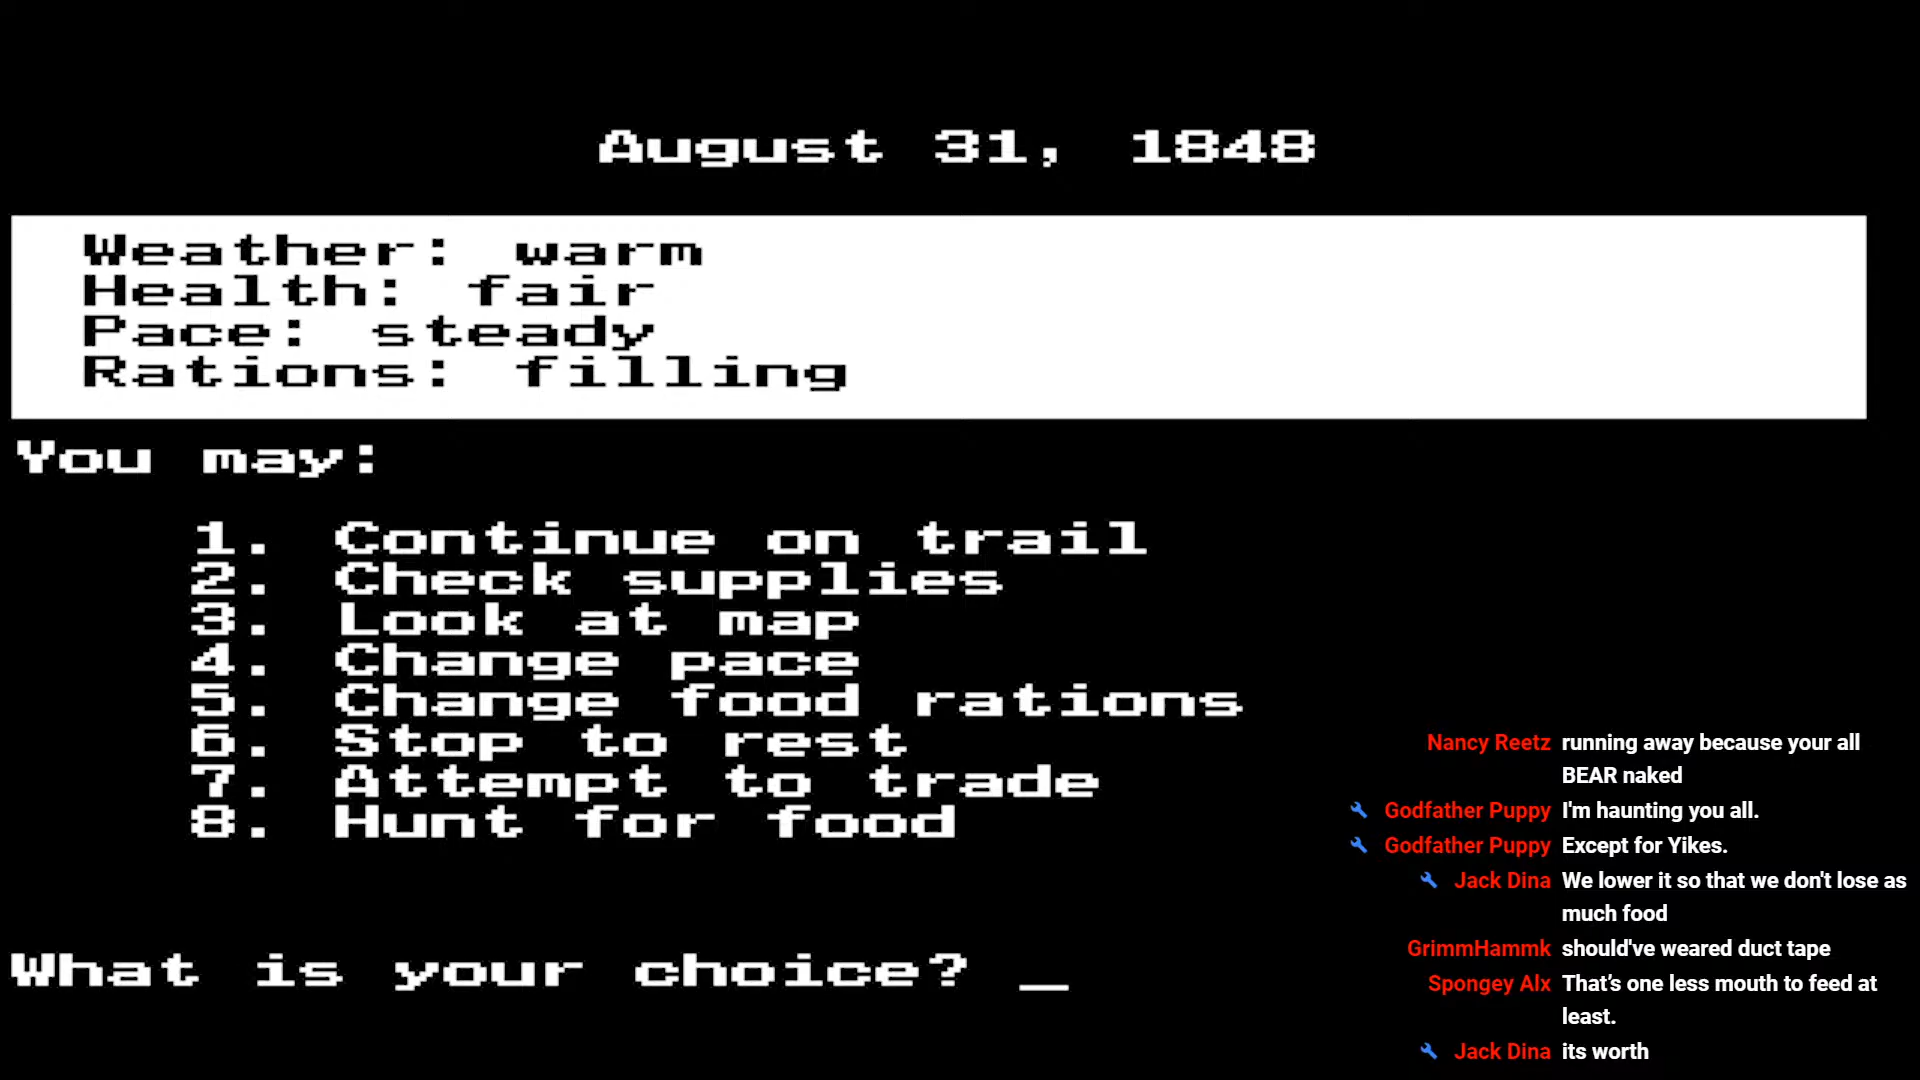 August 31, 1848
Weather: warm
Health: fair
Pace: steady
Rations: filling
You may:
1. Continue on trail
2. Check supplies
3. Look at map
4. Change pace
5. Change food rations
6. Stop to rest
7. Attempt to trade
8. Hunt for food
What is your choice? _
Nancy Reetz running away because your all
BEAR naked
Godfather Puppy I'm haunting you all.
Godfather Puppy Except for Yikes.
Jack Dina We lower it so that we don't lose as
much food
GrimmHammk should've weared duct tape
Spongey Alx That's one less mouth to feed at
least.
Jack Dina its worth